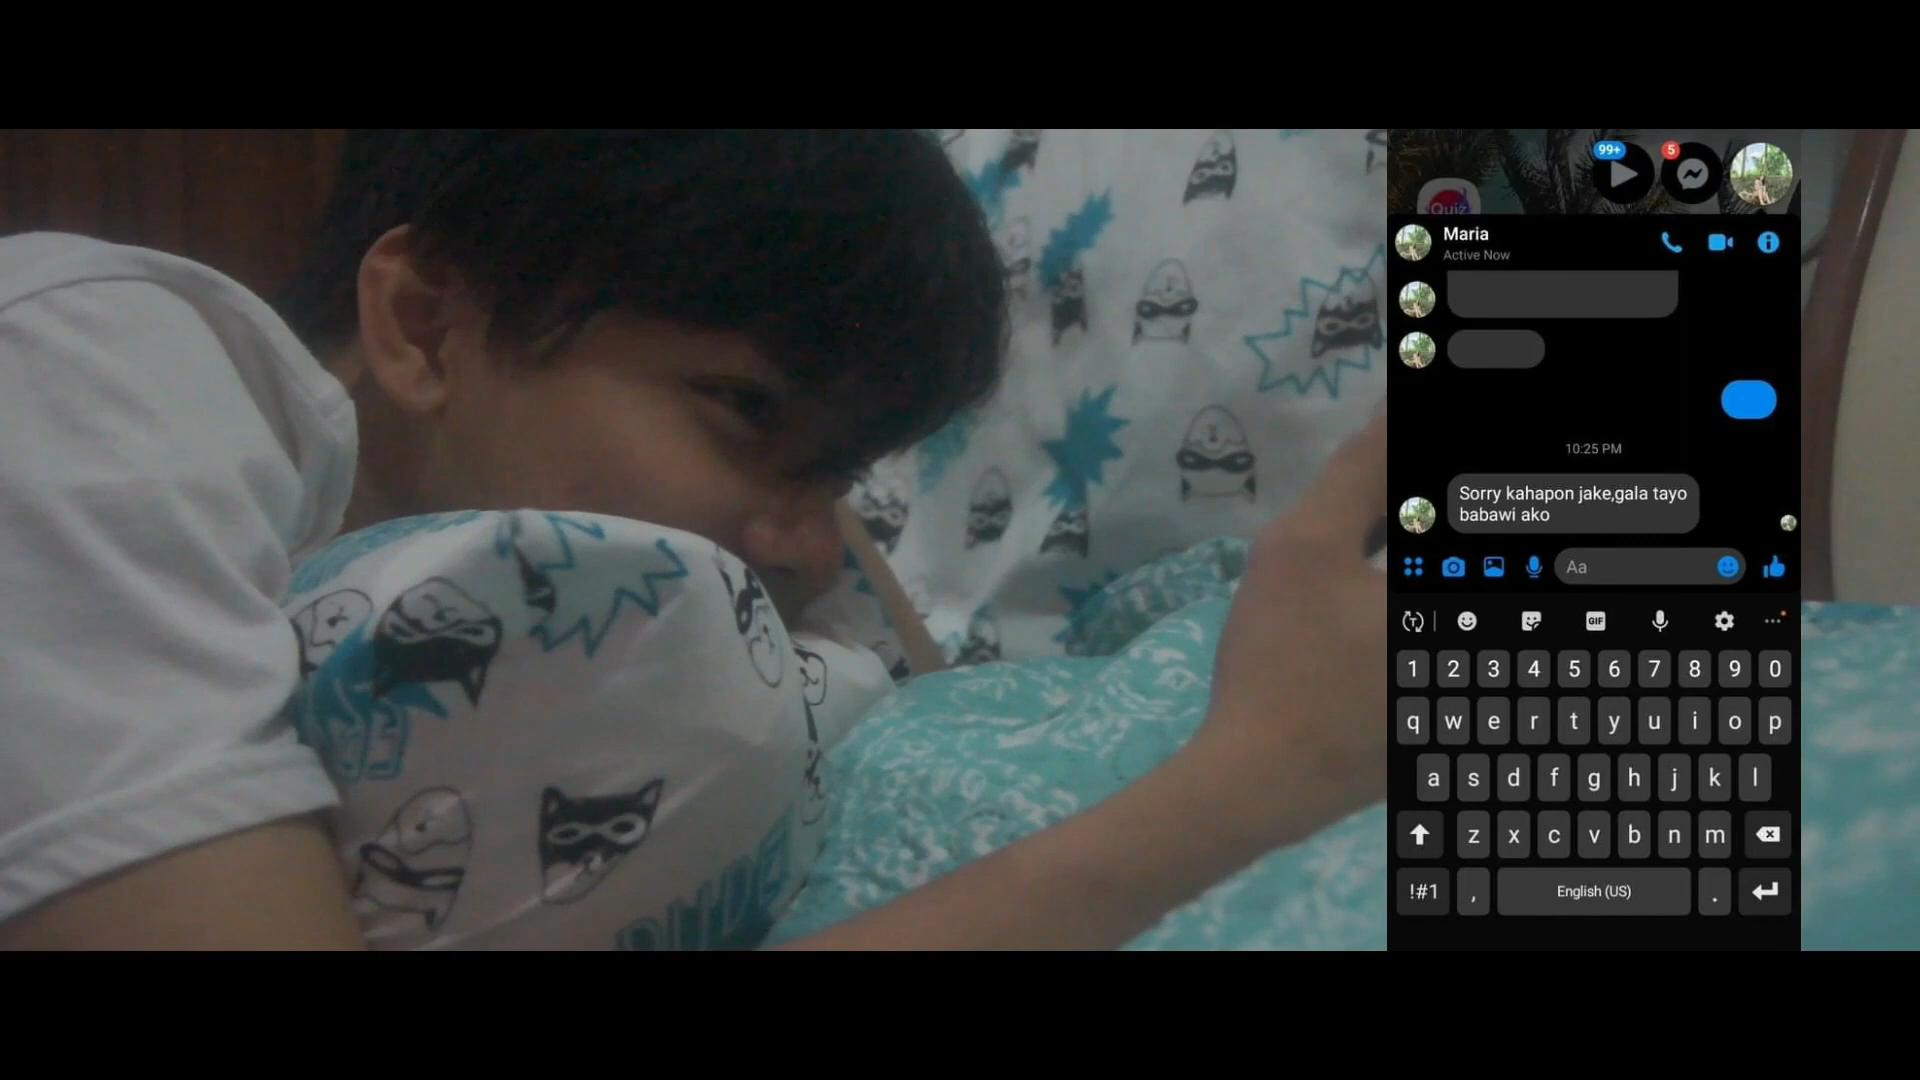 99+
5
Quiz
Maria
Active Now
10:25 PM
Sorry kahapon jake,gala tayo
babawi ako
Aa
GIF
1 2 3 4 5 6 7 8 9 0
q w e r t y u i o p
a s d f g h j k l
z x c v b n m
!#1 , English (US) .